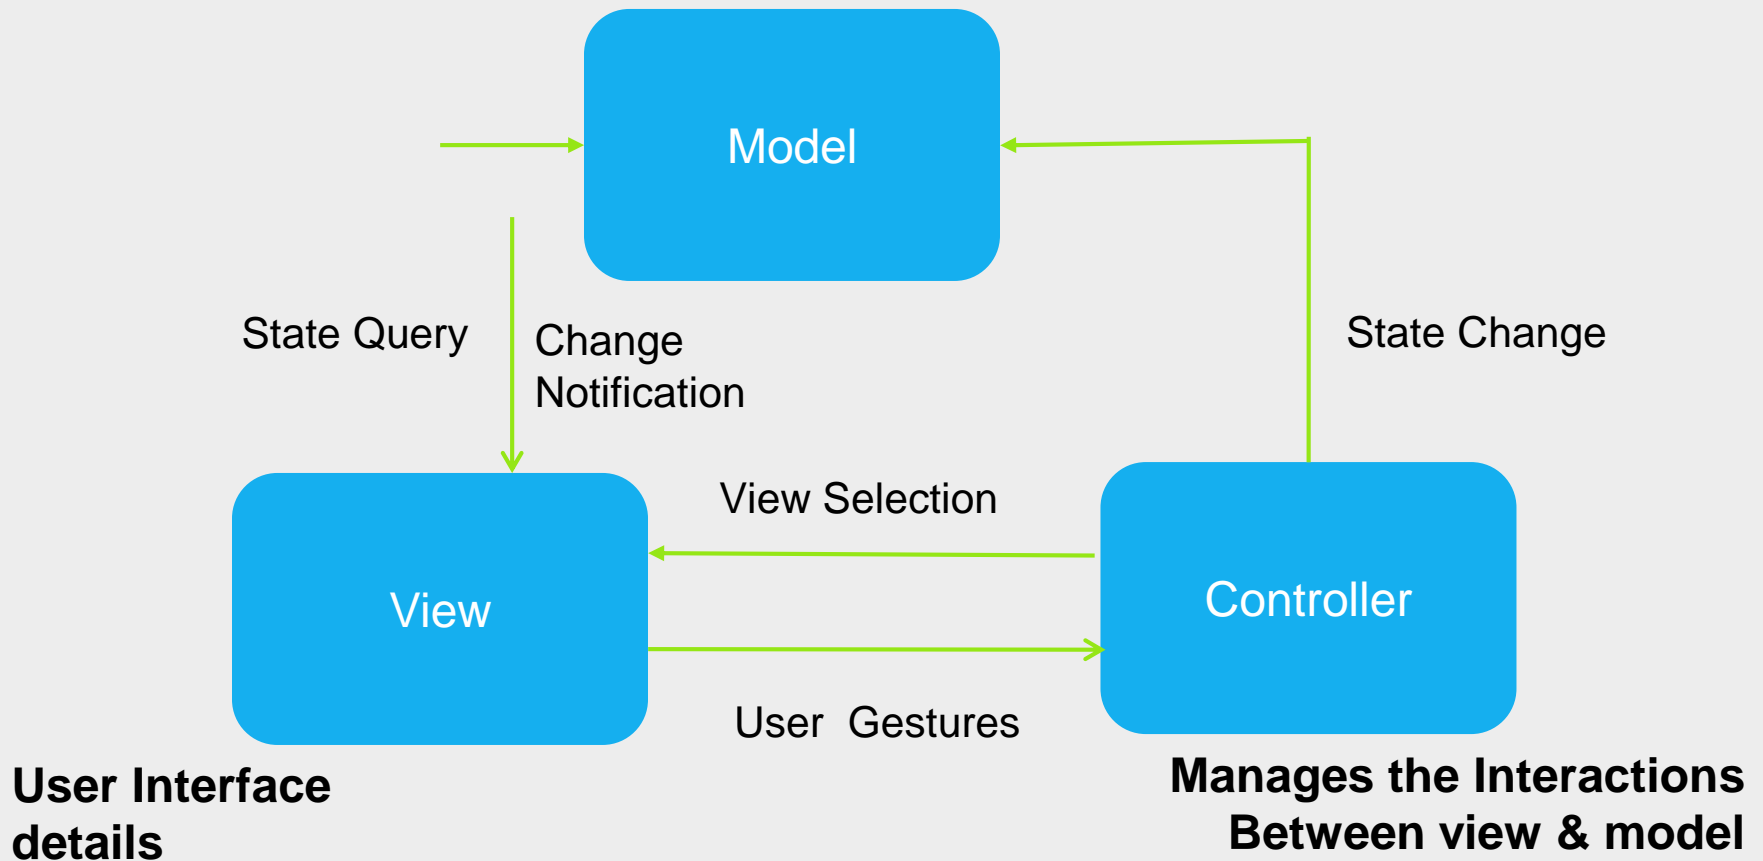 Model
State Query
Change
Notification
State Change
View Selection
View
Controller
User  Gestures
User Interface
details
Manages the Interactions
Between view & model